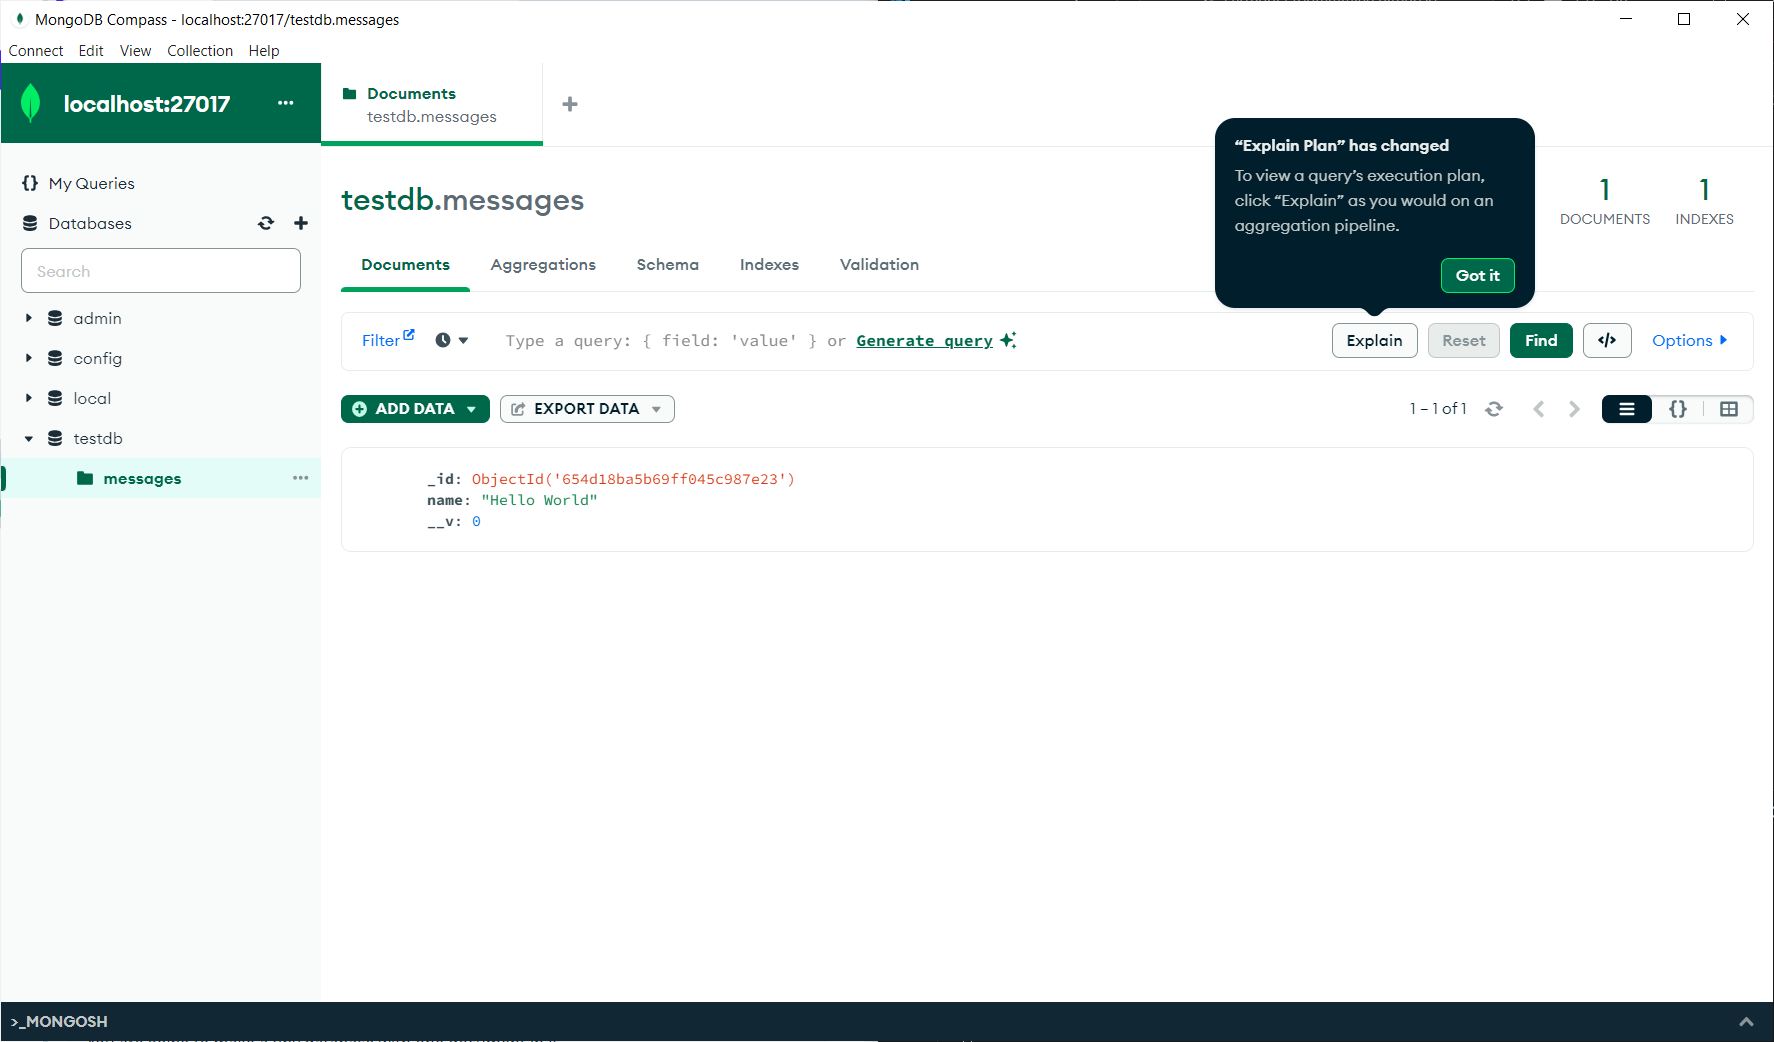 MongoDB Compass - localhost:27017/testdb.messages
Connect Edit View Collection Help
localhost:27017
Documents
testdb.messages
My Queries
Databases
Search
admin
config
local
testdb
messages
testdb.messages
“Explain Plan” has changed
To view a query’s execution plan,
click “Explain” as you would on an
aggregation pipeline.
Got it
1
DOCUMENTS
1
INDEXES
Documents Aggregations Schema Indexes Validation
Filter Type a query: { field: 'value' } or Generate query Explain Reset Find </> Options
ADD DATA EXPORT DATA 1 – 1 of 1 {}
_id: ObjectId('654d18ba5b69ff045c987e23')
name: "Hello World"
__v: 0
>_MONGOSH